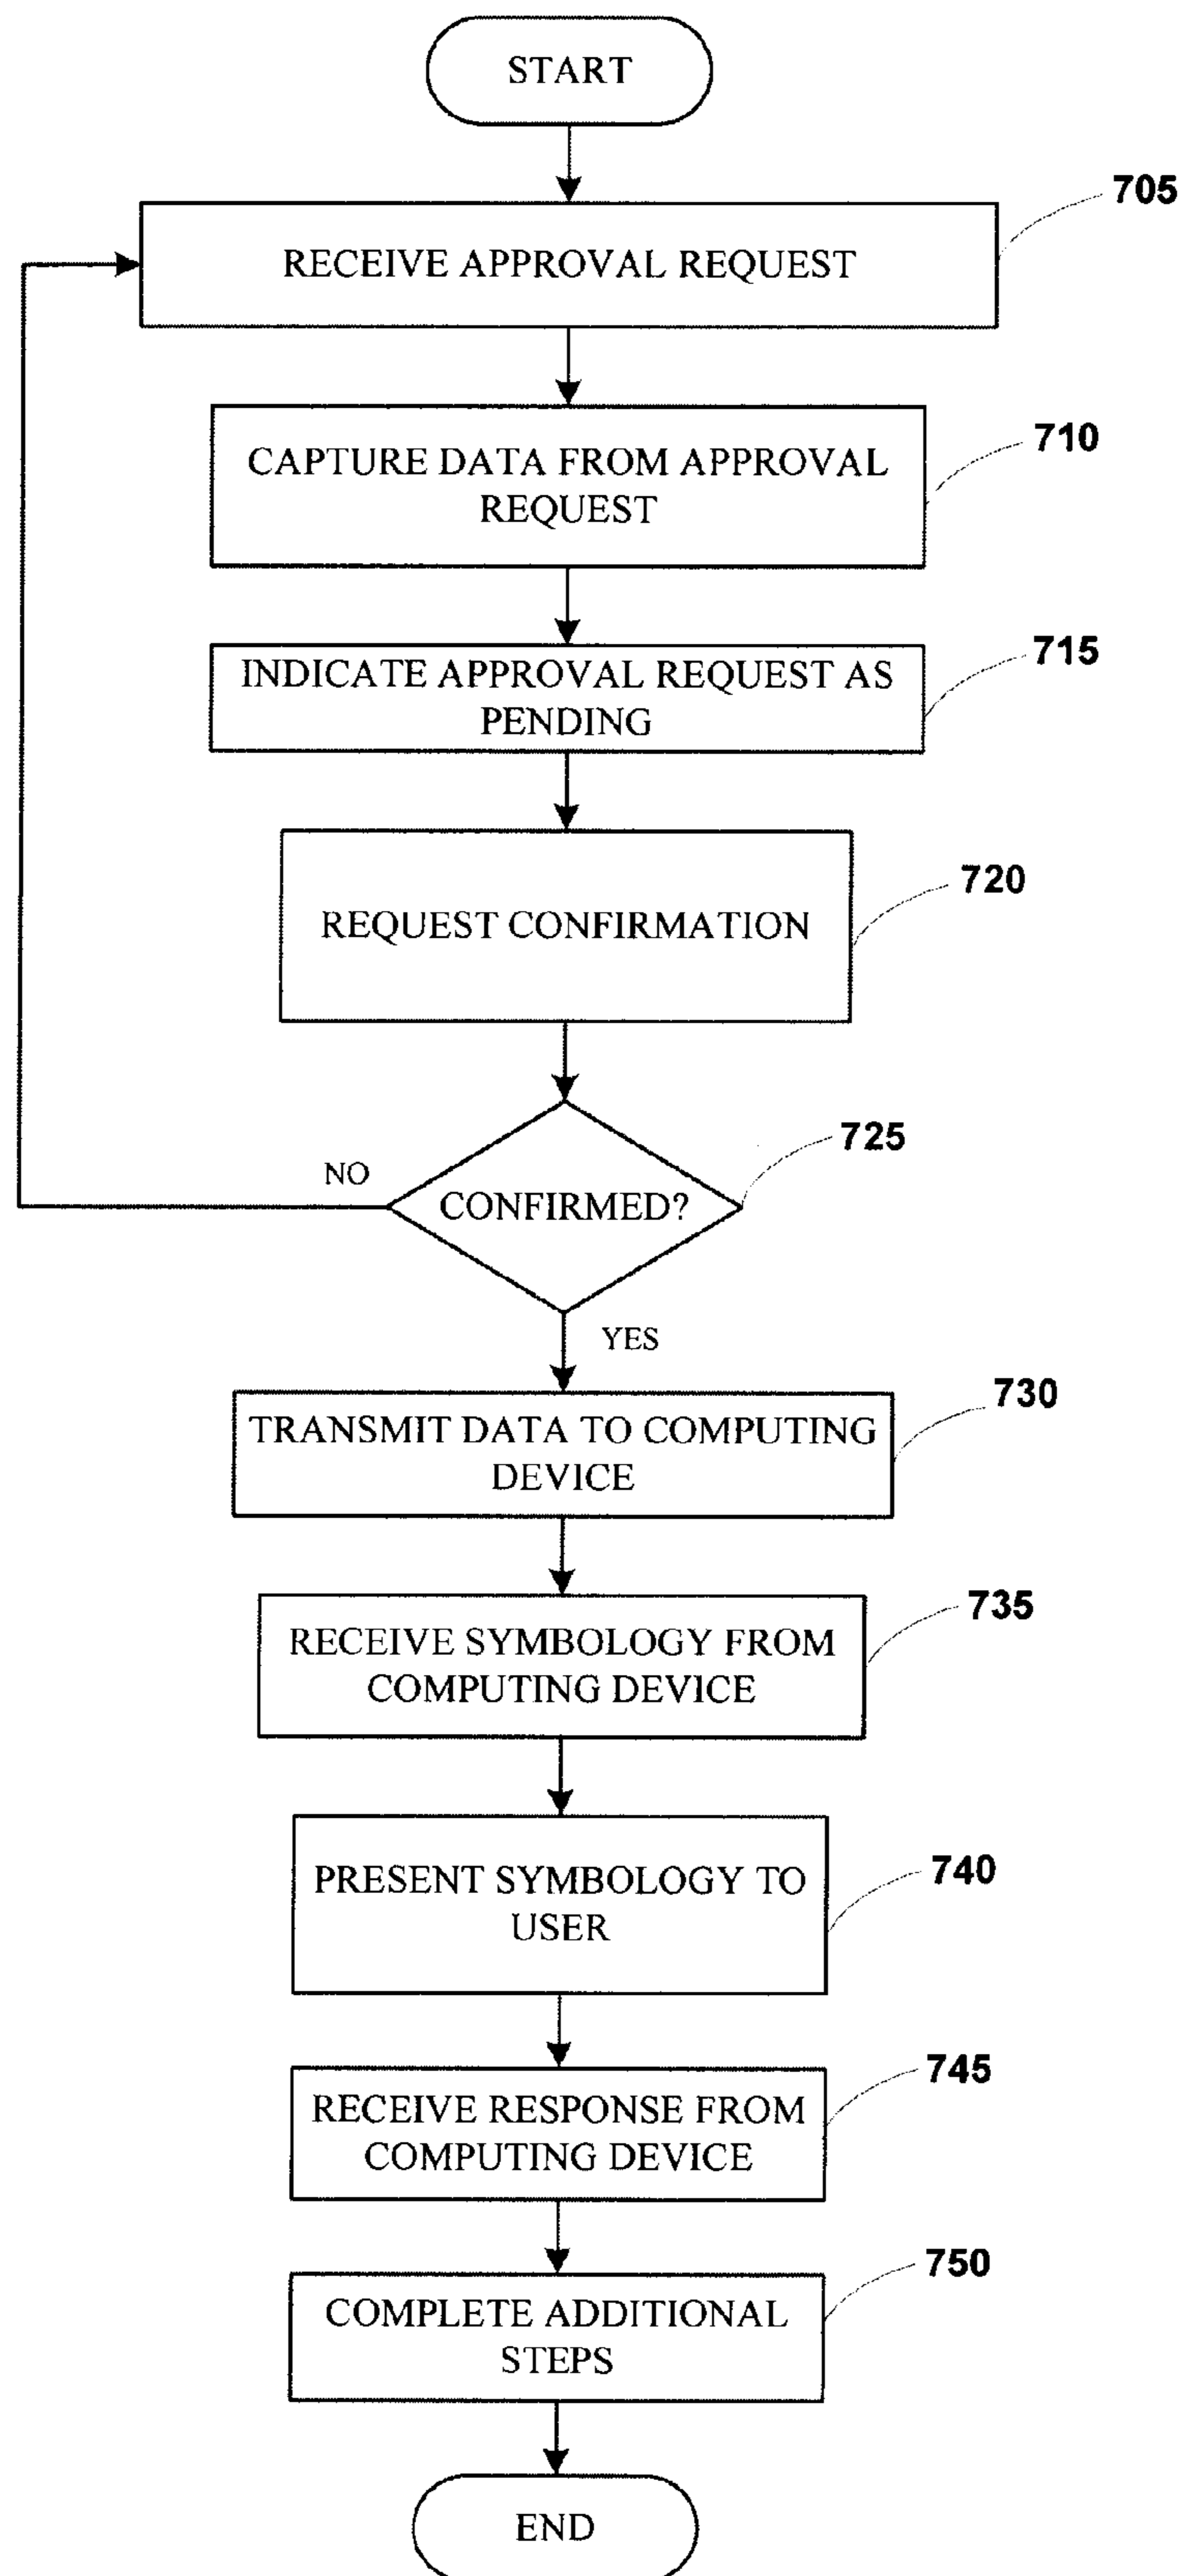 START
705
RECEIVE APPROVAL REQUEST
710
CAPTURE DATA FROM APPROVAL
REQUEST
715
INDICATE APPROVAL REQUEST AS
PENDING
720
REQUEST CONFIRMATION
725
NO
CONFIRMED?
YES
730
TRANSMIT DATA TO COMPUTING
DEVICE
735
RECEIVE SYMBOLOGY FROM
COMPUTING DEVICE
740
PRESENT SYMBOLOGY TO
USER
745
RECEIVE RESPONSE FROM
COMPUTING DEVICE
750
COMPLETE ADDITIONAL
STEPS
END